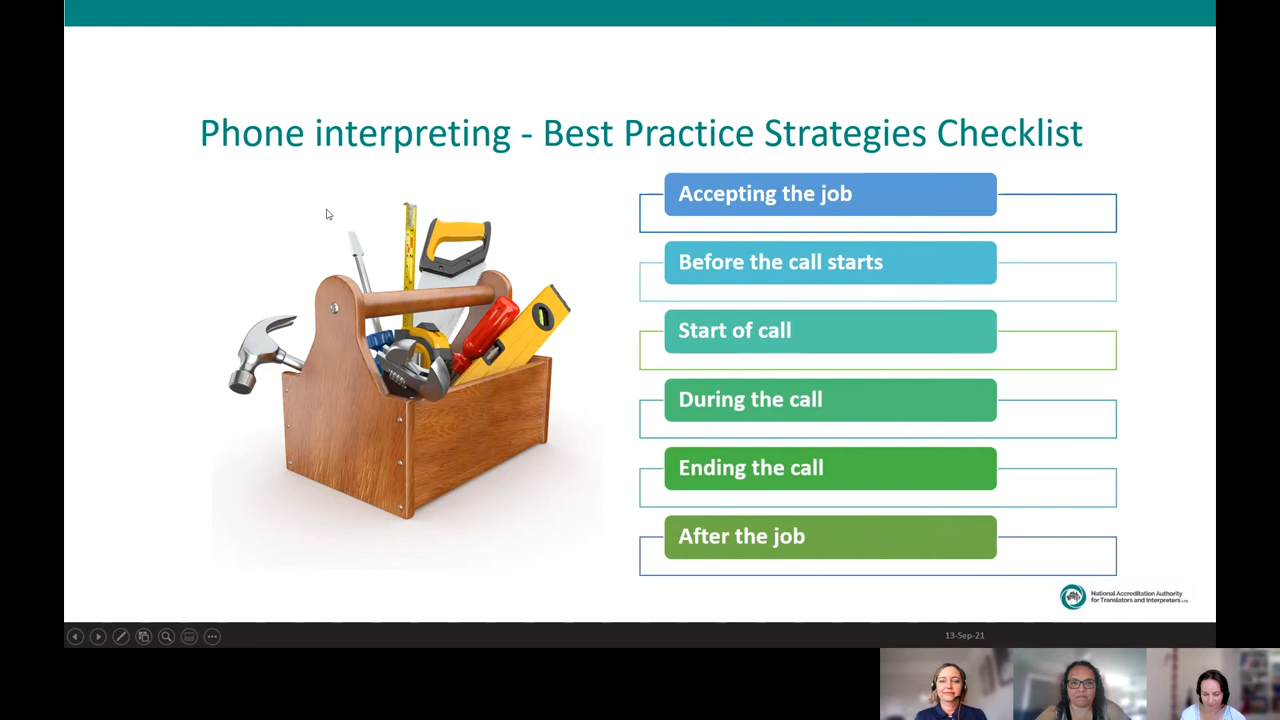 Phone interpreting - Best Practice Strategies Checklist
Accepting the job
Before the call starts
Start of call
During the call
Ending the call
After the job
National Accreditation Authority
for Translators and Interpreters LTD
13-Sep-21